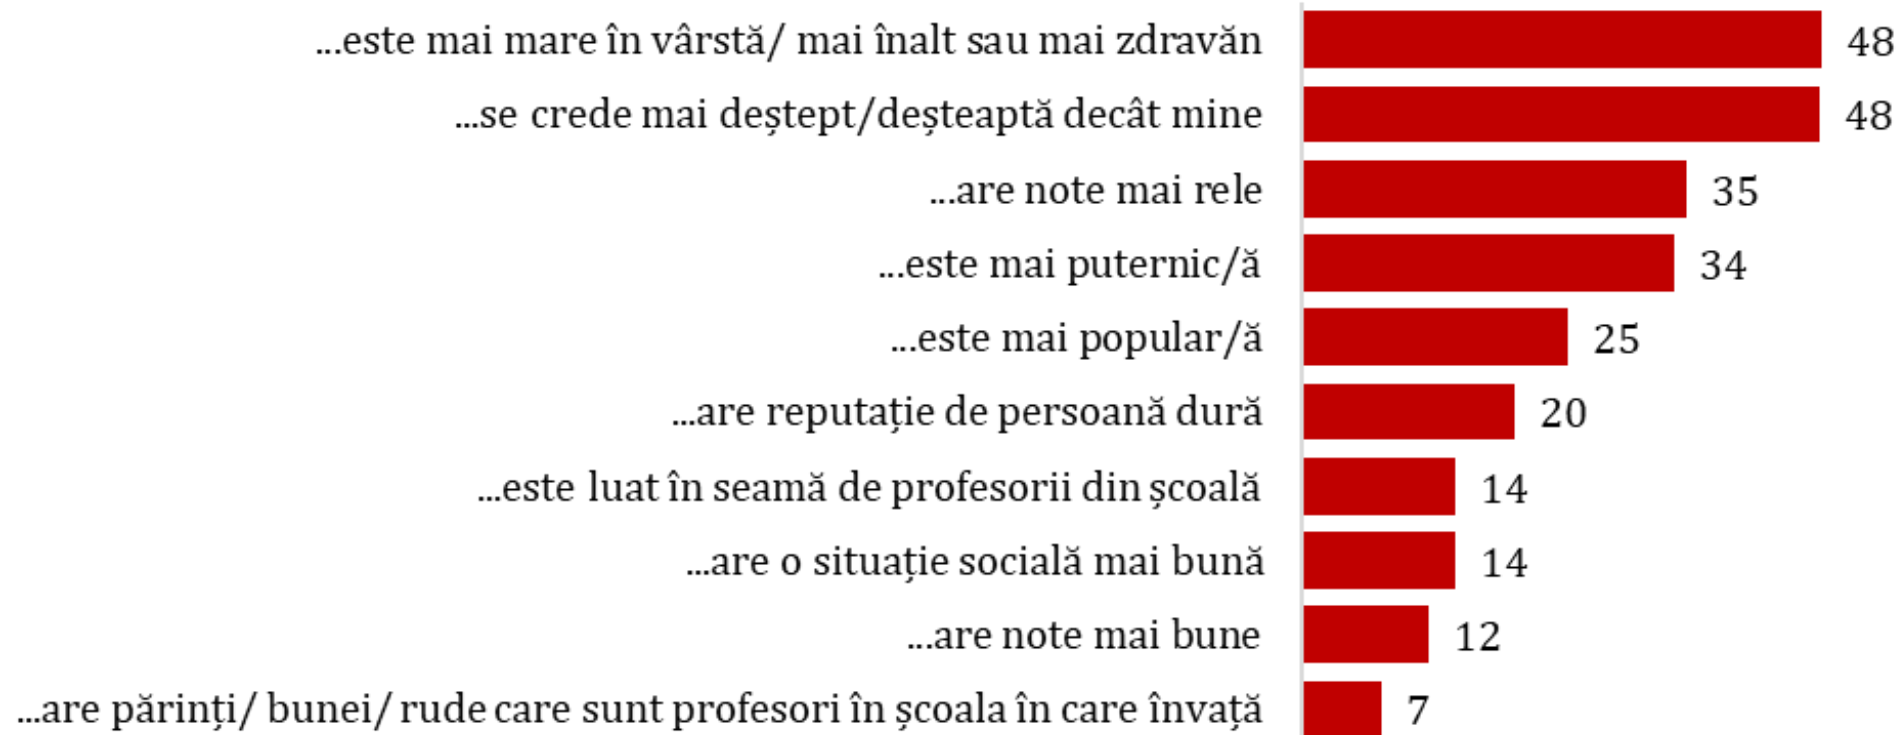 ...este mai mare în vârstă/ mai înalt sau mai zdravăn 48
...se crede mai deștept/deșteaptă decât mine 48
...are note mai rele 35
...este mai puternic/ă 34
...este mai popular/ă 25
...are reputație de persoană dură 20
...este luat în seamă de profesorii din școală 14
...are o situație socială mai bună 14
...are note mai bune 12
...are părinți/ bunei/ rude care sunt profesori în școala în care învață 7